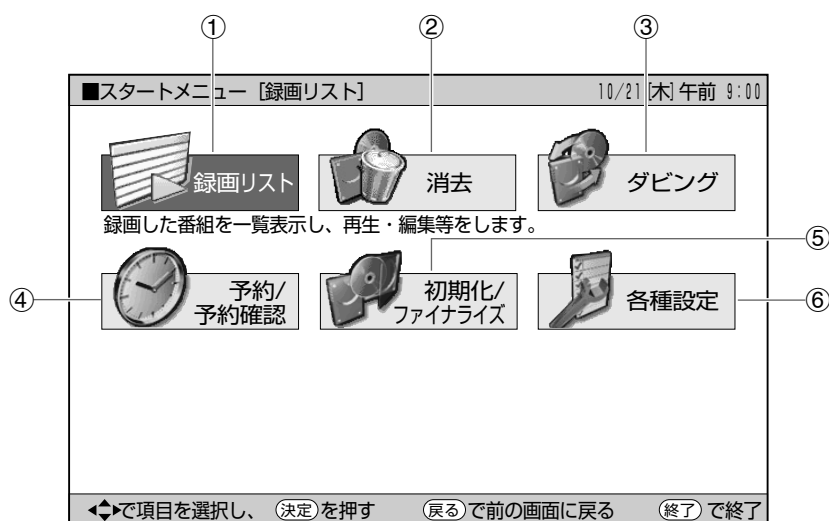 ① ② ③
■スタートメニュー［録画リスト］ 10/21[木]午前 9:00
録画リスト 消去 ダビング
録画した番組を一覧表示し、再生・編集等をします。
⑤
④ 予約/ 初期化/ 各種設定 ⑥
予約確認 ファイナライズ
で項目を選択し、 決定 を押す 戻る で前の画面に戻る 終了 で終了